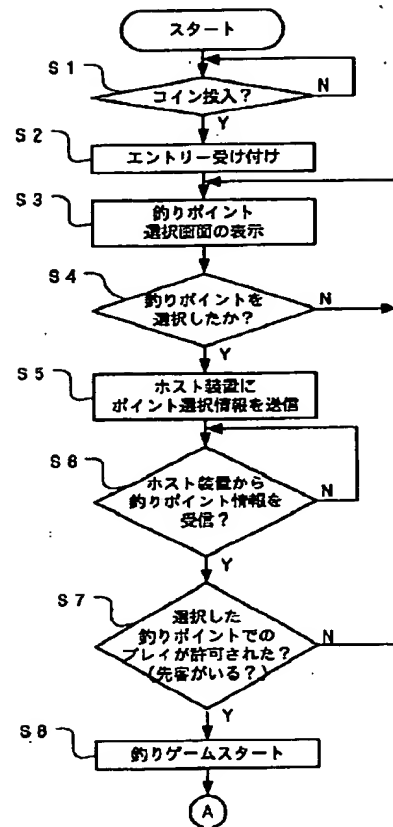 スタート
S1
コイン投入?
N
Y
S2
エントリー受け付け
S3
釣りポイント
選択画面の表示
S4
釣りポイントを
選択したか?
N
Y
S5
ホスト装置に
ポイント選択情報を送信
S6
ホスト装置から
釣りポイント情報を
受信?
N
Y
S7
選択した
釣りポイントでの
プレイが許可された?
(先客がいる?)
N
Y
S8
釣りゲームスタート
A